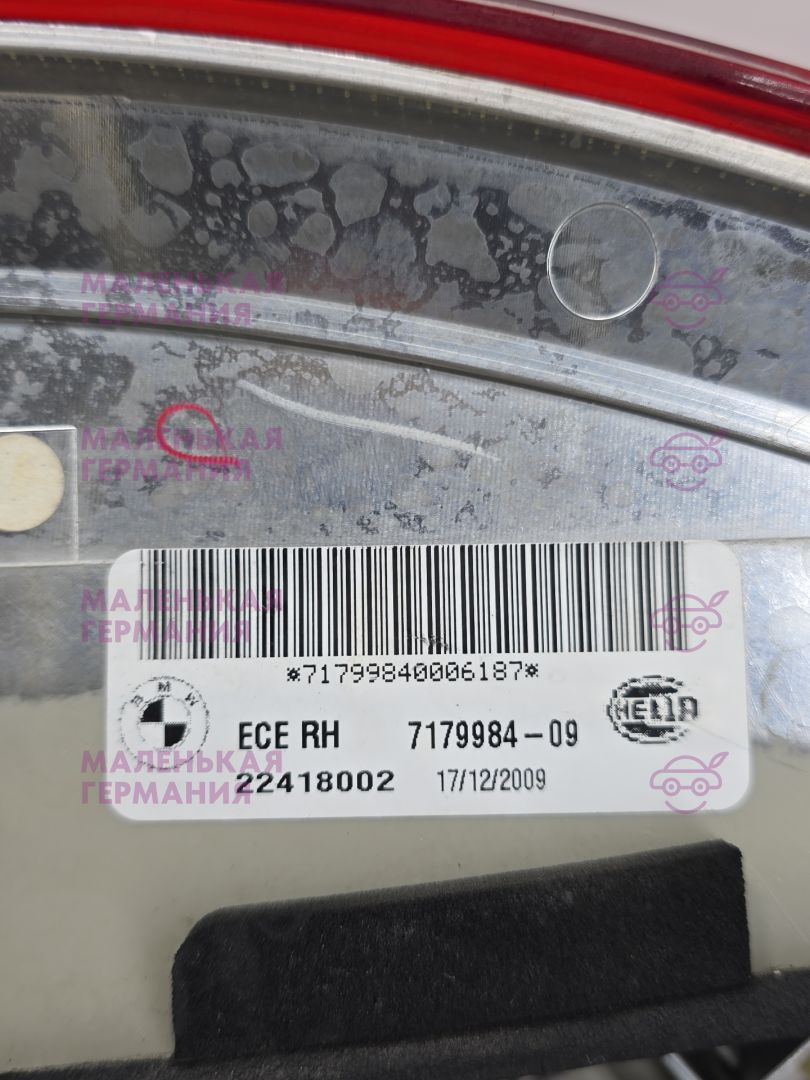 МАЛЕНЬКАЯ
ГЕРМАНИЯ
МАЛЕНЬКАЯ
ГЕРМАНИЯ
МАЛЕНЬКАЯ
ГЕРМАНИЯ
*71799840006187*
BMW
ECE RH 7179984-09
HELLA
МАЛЕНЬКАЯ
ГЕРМАНИЯ
22418002 17/12/2009